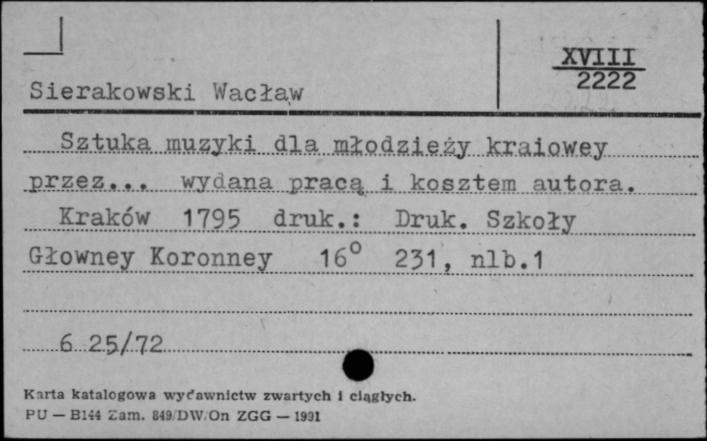 XVIII
2222
Sierakowski Wacław
Sztuka muzyki dla młodzieży kraiowey
przez... wydana pracą i kosztem autora.
Kraków 1795 druk.: Druk. Szkoły
Głowney Koronney 16° 231, nlb.1
6 25/72
Karta katalogowa wydawnictw zwartych i ciągłych.
PU — B144 Zam. 849/DW/On ZGG — 1991